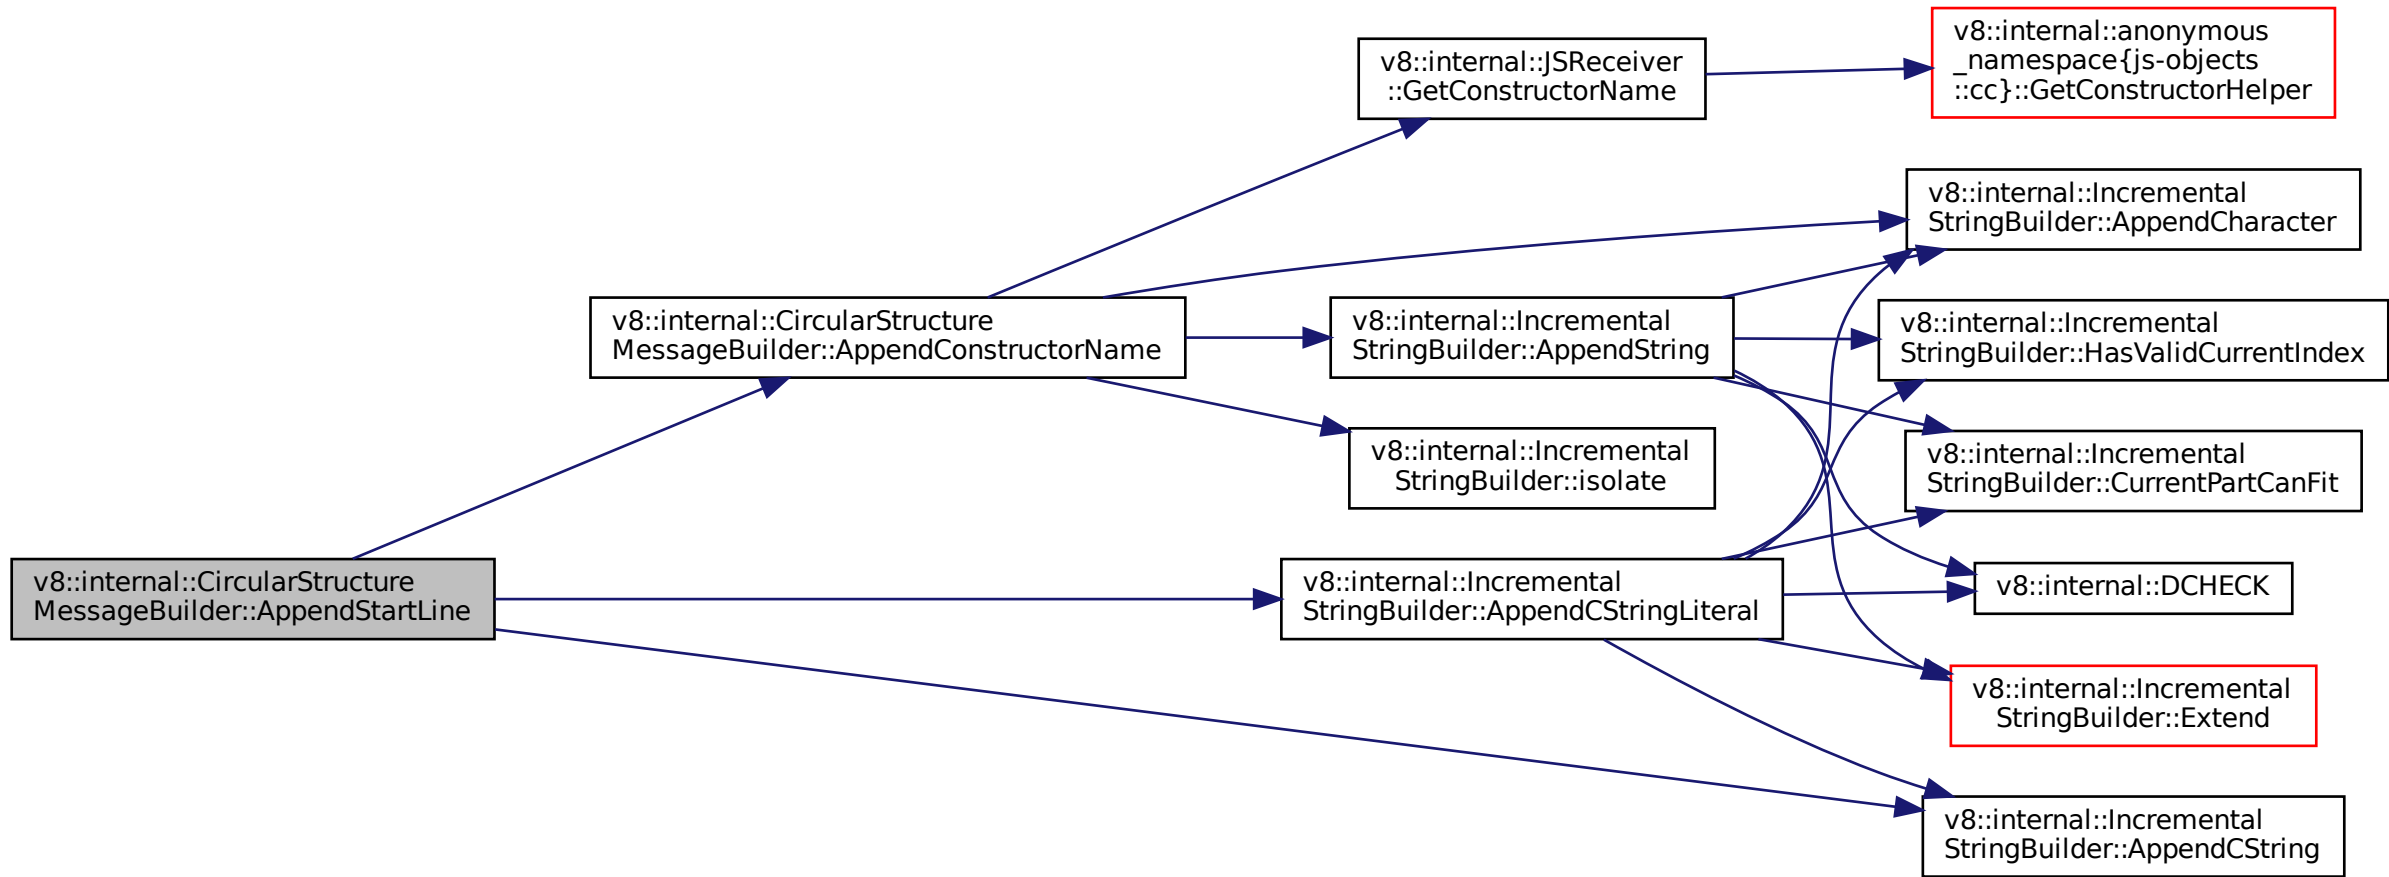 v8::internal::anonymous
_namespace{js-objects
::cc}::GetConstructorHelper
v8::internal::JSReceiver
::GetConstructorName
v8::internal::Incremental
StringBuilder::AppendCharacter
v8::internal::CircularStructure
MessageBuilder::AppendConstructorName
v8::internal::Incremental
StringBuilder::AppendString
v8::internal::Incremental
StringBuilder::HasValidCurrentIndex
v8::internal::Incremental
StringBuilder::isolate
v8::internal::Incremental
StringBuilder::CurrentPartCanFit
v8::internal::CircularStructure
MessageBuilder::AppendStartLine
v8::internal::Incremental
StringBuilder::AppendCStringLiteral
v8::internal::DCHECK
v8::internal::Incremental
StringBuilder::Extend
v8::internal::Incremental
StringBuilder::AppendCString